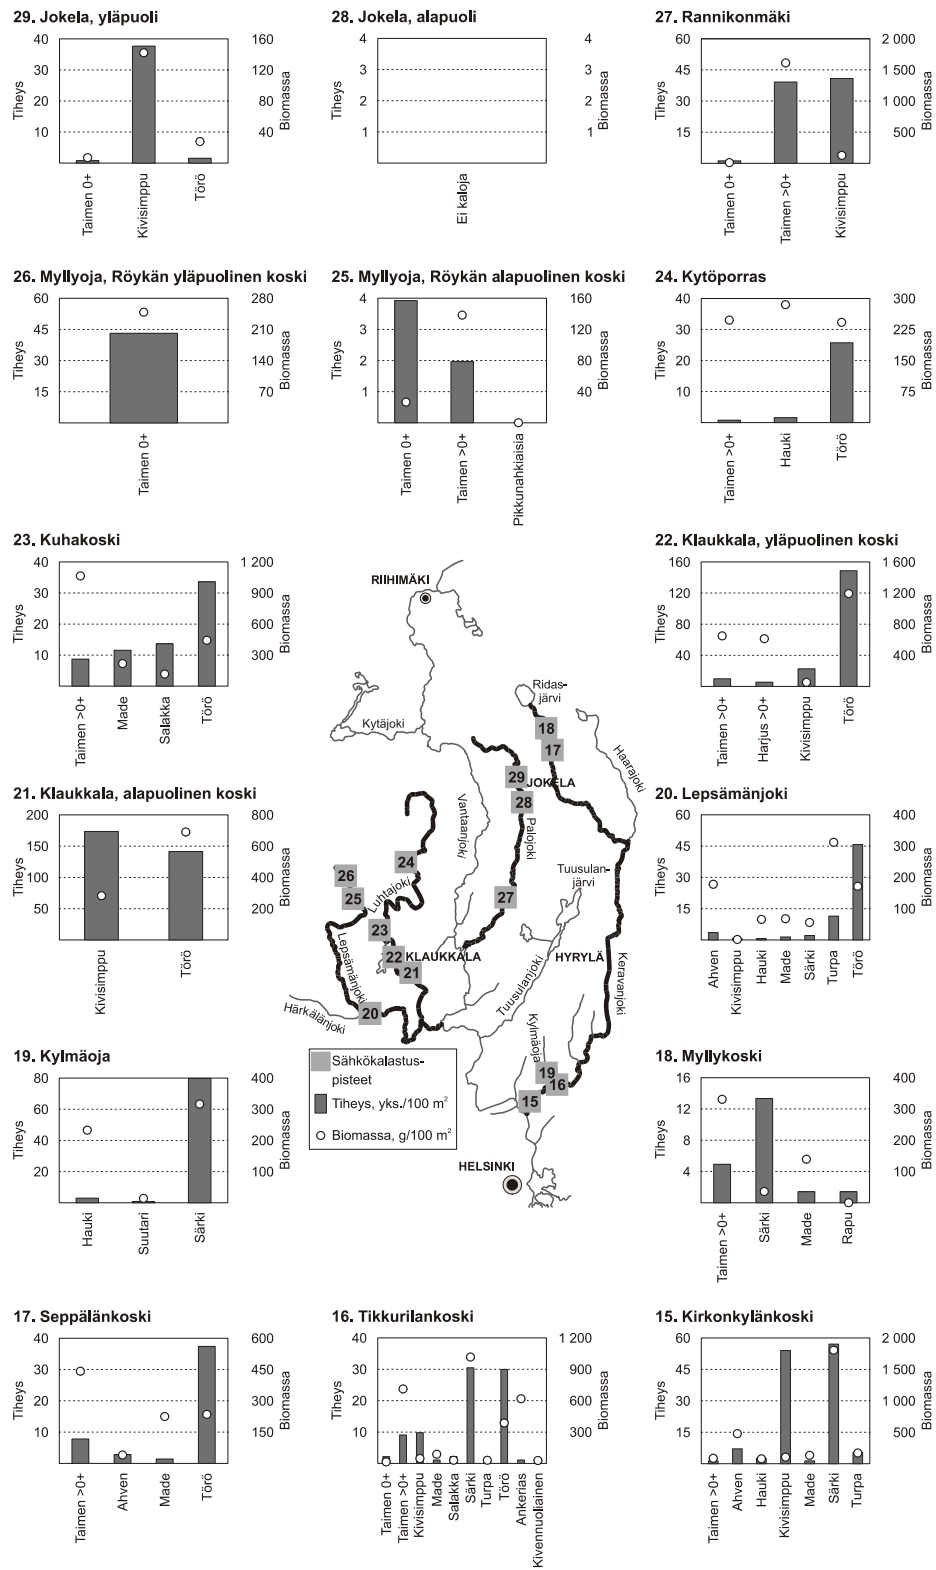 29. Jokela, yläpuoli
40
30
20
10
Tiheys
160
120
80
40
Biomassa
Taimen 0+
Kivisimppu
Törö
28. Jokela, alapuoli
4
3
2
1
Tiheys
4
3
2
1
Biomassa
Ei kaloja
27. Rannikonmäki
60
45
30
15
Tiheys
2 000
1 500
1 000
500
Biomassa
Taimen 0+
Taimen >0+
Kivisimppu
26. Myllyoja, Röykän yläpuolinen koski
60
45
30
15
Tiheys
280
210
140
70
Biomassa
Taimen 0+
25. Myllyoja, Röykän alapuolinen koski
4
3
2
1
Tiheys
160
120
80
40
Biomassa
Taimen 0+
Taimen >0+
Pikkunahkiaisia
24. Kytöporras
40
30
20
10
Tiheys
300
225
150
75
Biomassa
Taimen >0+
Hauki
Törö
23. Kuhakoski
40
30
20
10
Tiheys
1 200
900
600
300
Biomassa
Taimen >0+
Made
Salakka
Törö
22. Klaukkala, yläpuolinen koski
160
120
80
40
Tiheys
1 600
1 200
800
400
Biomassa
Taimen >0+
Harjus >0+
Kivisimppu
Törö
21. Klaukkala, alapuolinen koski
200
150
100
50
Tiheys
800
600
400
200
Biomassa
Kivisimppu
Törö
20. Lepsämänjoki
60
45
30
15
Tiheys
400
300
200
100
Biomassa
Ahven
Kivisimppu
Hauki
Made
Särki
Turpa
Törö
RIIHIMÄKI
Ridas-
järvi
Kytäjoki
18
17
Haarajoki
29
JOKELA
28
Vantaanjoki
Palojoki
24
26
25
Luhtajoki
27
Tuusulan-
järvi
23
22
KLAUKKALA
21
HYRYLÄ
Lepsämänjoki
Tuusulanjoki
Keravanjoki
Härkälänjoki
20
Kylmäoja
19
16
15
HELSINKI
Sähkökalastus-
pisteet
Tiheys, yks./100 m²
Biomassa, g/100 m²
19. Kylmäoja
80
60
40
20
Tiheys
400
300
200
100
Biomassa
Hauki
Suutari
Särki
18. Myllykoski
16
12
8
4
Tiheys
400
300
200
100
Biomassa
Taimen >0+
Särki
Made
Rapu
17. Seppälänkoski
40
30
20
10
Tiheys
600
450
300
150
Biomassa
Taimen >0+
Ahven
Made
Törö
16. Tikkurilankoski
40
30
20
10
Tiheys
1 200
900
600
300
Biomassa
Taimen 0+
Taimen >0+
Kivisimppu
Made
Salakka
Särki
Turpa
Törö
Ankerias
Kivennuoliainen
15. Kirkonkylänkoski
60
45
30
15
Tiheys
2 000
1 500
1 000
500
Biomassa
Taimen >0+
Ahven
Hauki
Kivisimppu
Made
Särki
Turpa